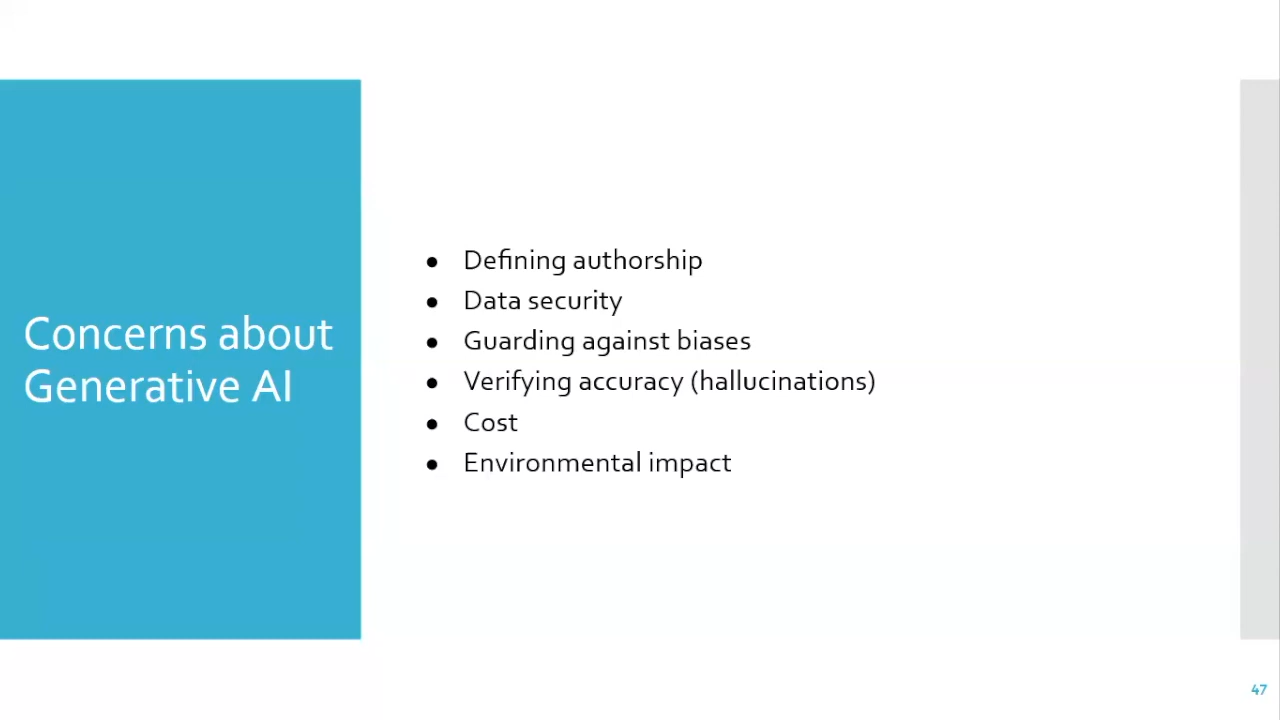 Concerns about
Generative AI
● Defining authorship
● Data security
● Guarding against biases
● Verifying accuracy (hallucinations)
● Cost
● Environmental impact
47